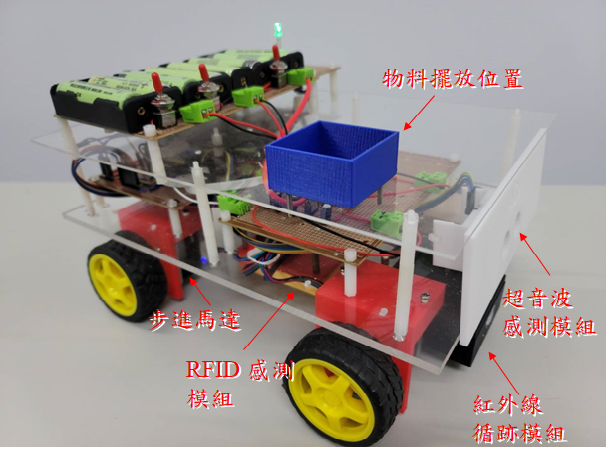 物料擺放位置
超音波
感測模組
步進馬達
RFID 感測
模組
紅外線
循跡模組